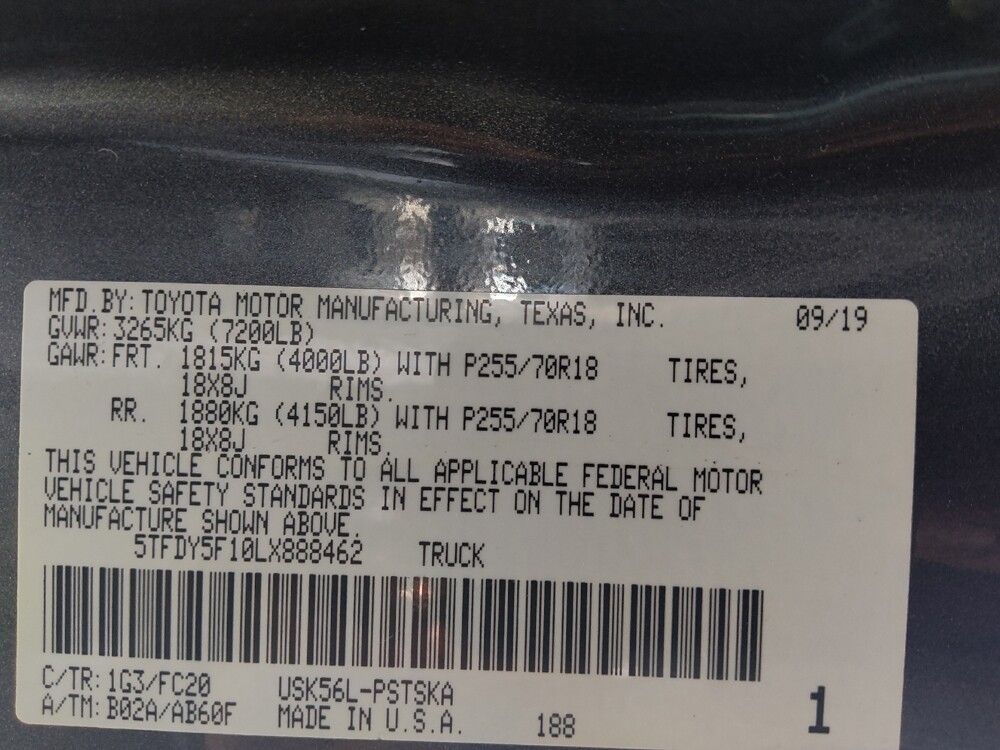 MFD.BY: TOYOTA MOTOR MANUFACTURING, TEXAS, INC. 09/19
GVWR: 3265KG (7200LB)
GAWR: FRT. 1815KG (4000LB) WITH P255/70R18 TIRES,
18X8J RIMS.
RR. 1880KG (4150LB) WITH P255/70R18 TIRES,
18X8J RIMS.
THIS VEHICLE CONFORMS TO ALL APPLICABLE FEDERAL MOTOR
VEHICLE SAFETY STANDARDS IN EFFECT ON THE DATE OF
MANUFACTURE SHOWN ABOVE.
5TFDY5F10LX888462 TRUCK
C/TR: 1G3/FC20 USK56L-PSTSKA
A/TM: B02A/AB60F MADE IN U.S.A. 188 1